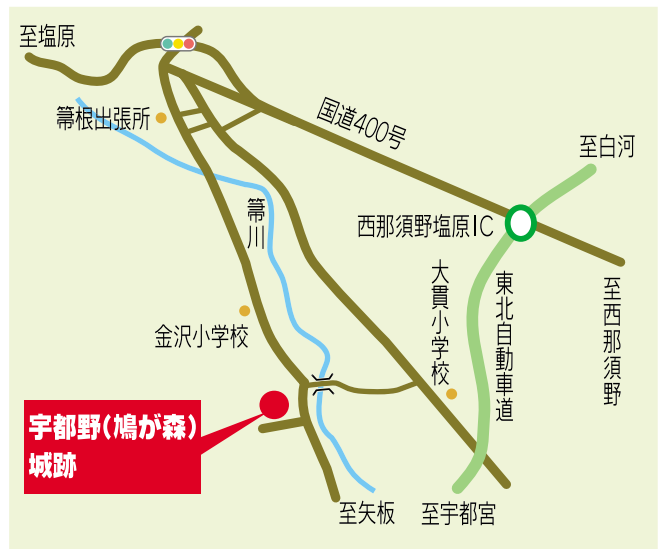 至塩原
箒根出張所
国道400号
至白河
箒川
西那須野塩原IC
大貫小学校
東北自動車道
至西那須野
金沢小学校
宇都野(鳩が森)
城跡
至矢板
至宇都宮